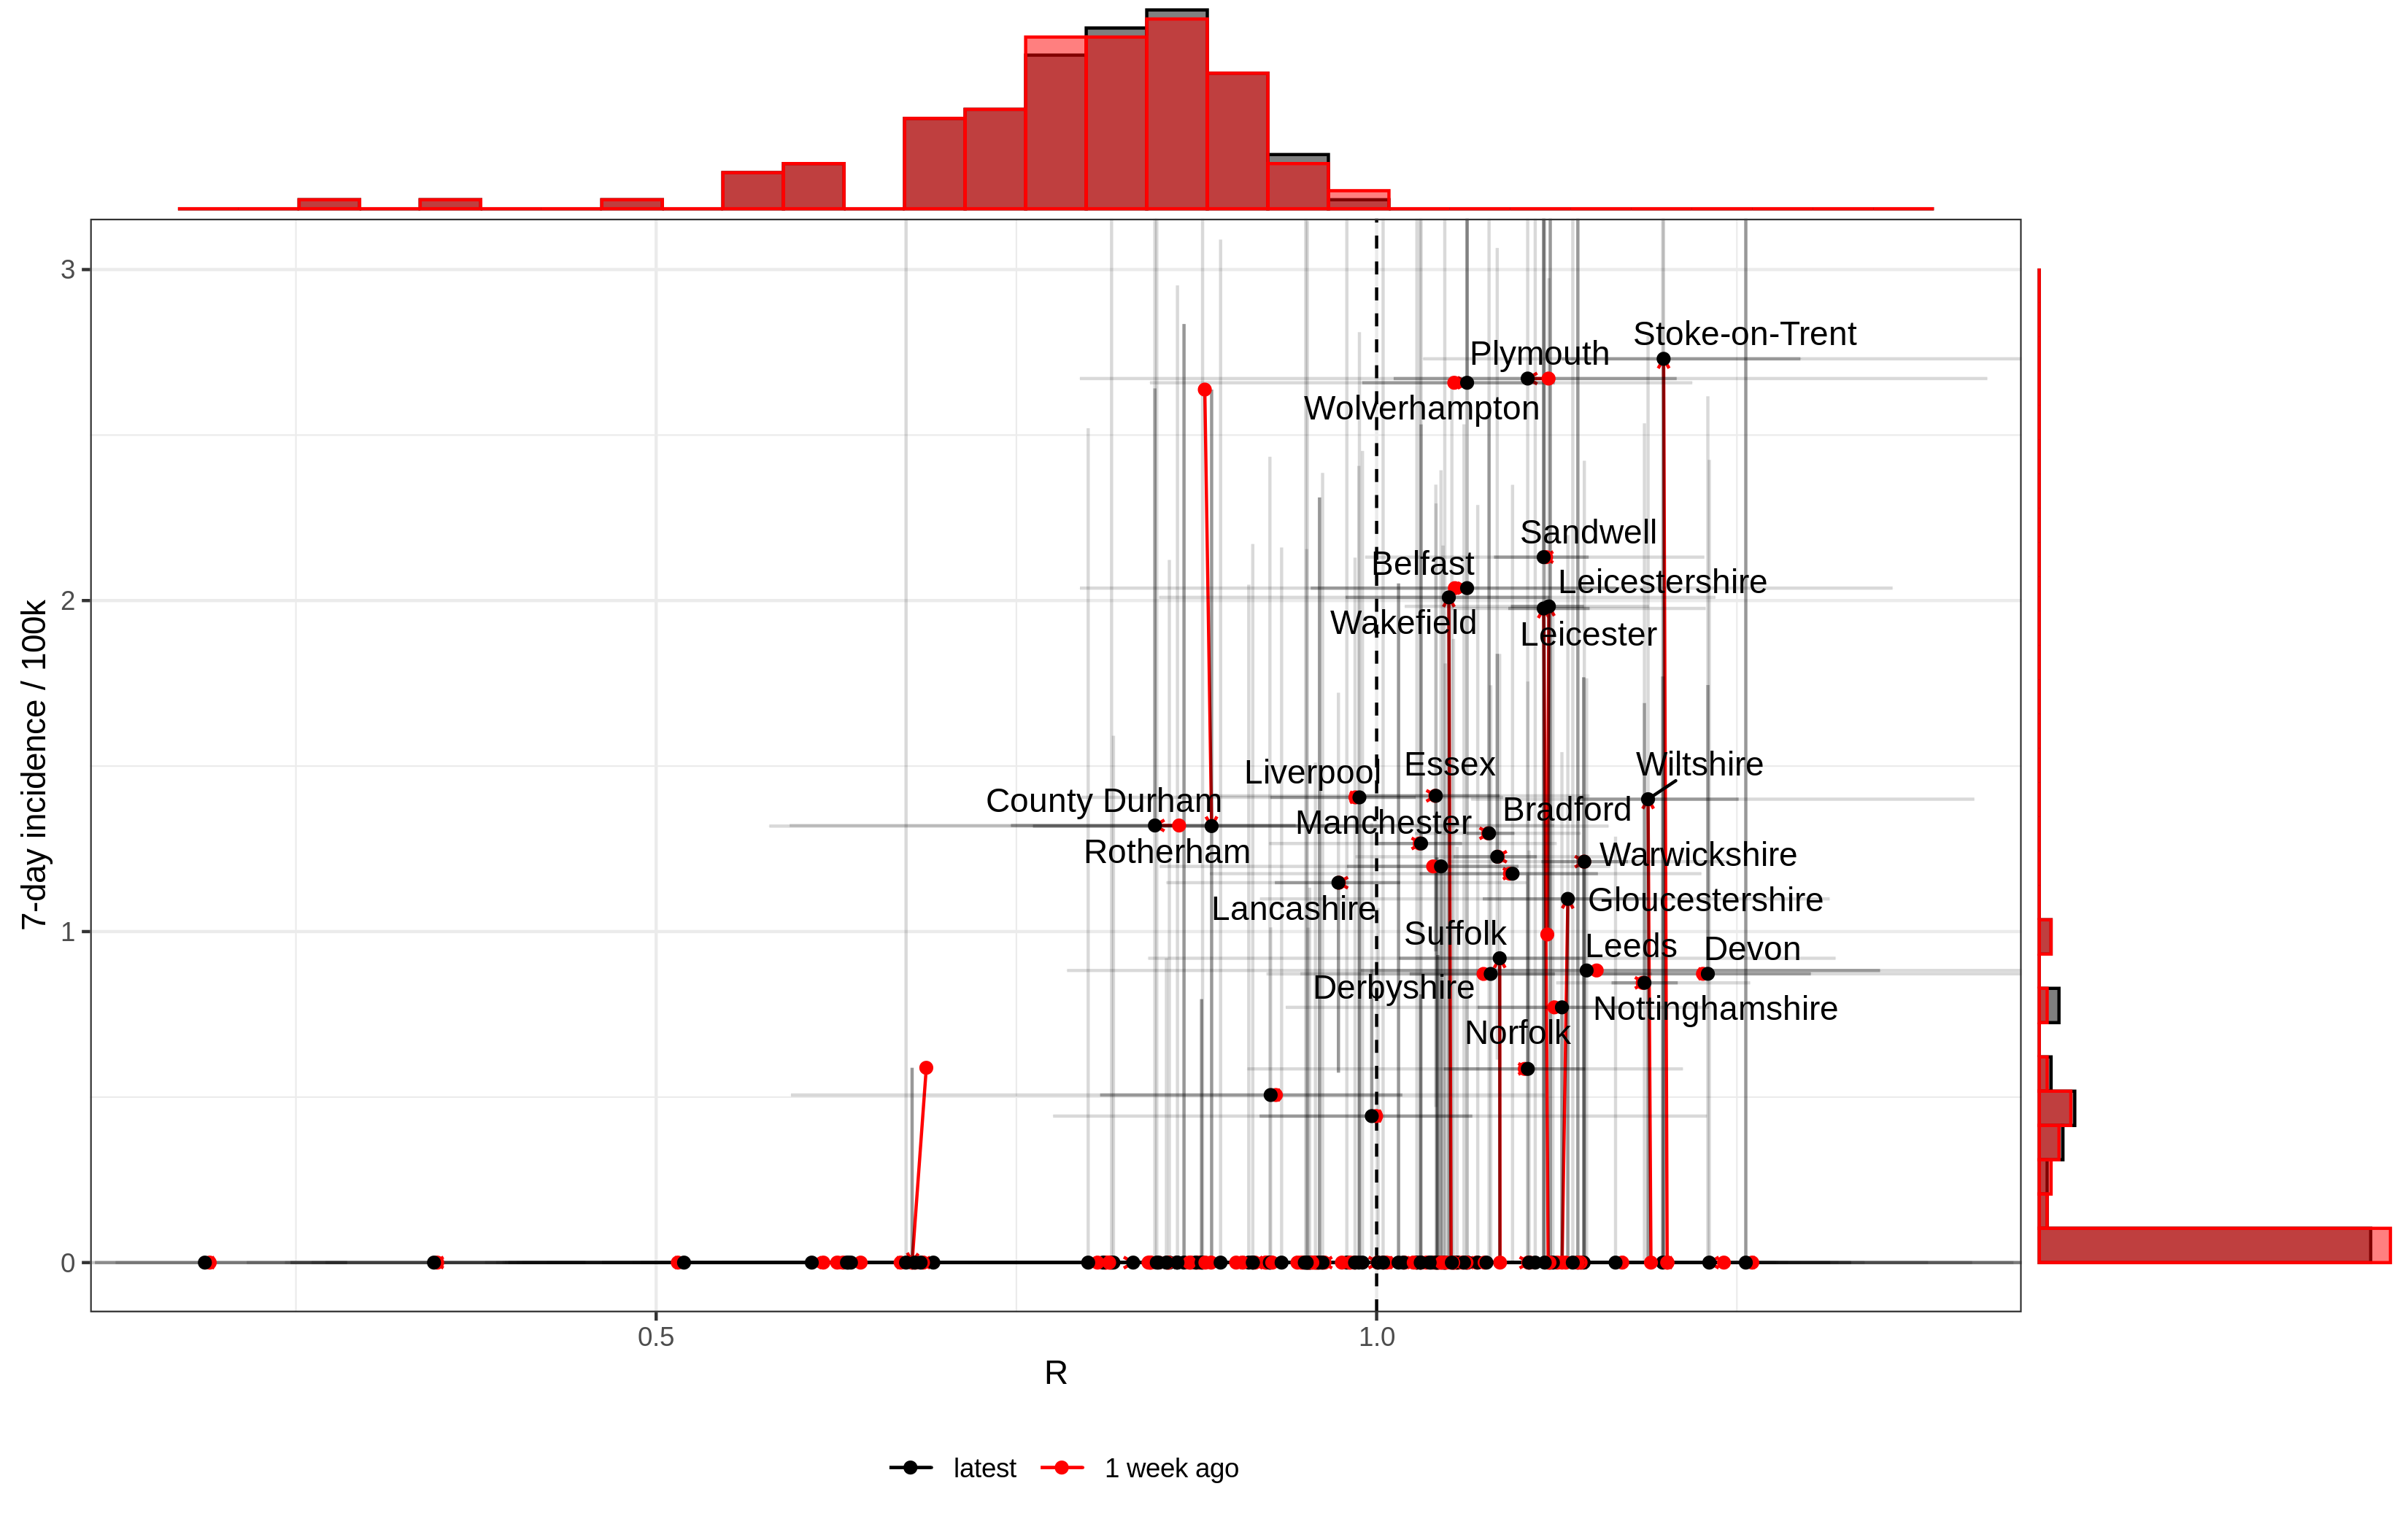 3
Stoke-on-Trent
Plymouth
Wolverhampton
Sandwell
Belfast
Leicestershire
2
Wakefield
Leicester
7-day incidence / 100k
Essex
Wiltshire
Liverpool
County Durham
Bradford
Manchester
Rotherham
Warwickshire
Gloucestershire
Lancashire
1
Suffolk
Leeds
Devon
Derbyshire
Nottinghamshire
Norfolk
0
0.5
1.0
R
latest
1 week ago